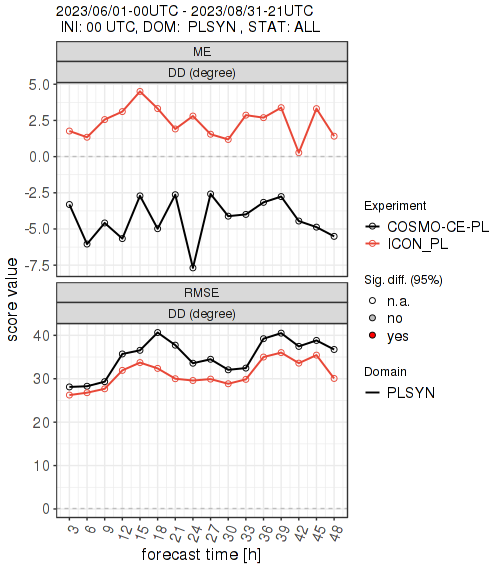 2023/06/01-00UTC - 2023/08/31-21UTC
INI: 00 UTC, DOM:  PLSYN , STAT: ALL
ME
DD (degree)
5.0
2.5
0.0
-2.5
-5.0
-7.5
RMSE
DD (degree)
40
30
20
10
0
3 6 9 12 15 18 21 24 27 30 33 36 39 42 45 48
forecast time [h]
score value
Experiment
COSMO-CE-PL
ICON_PL
Sig. diff. (95%)
n.a.
no
yes
Domain
PLSYN